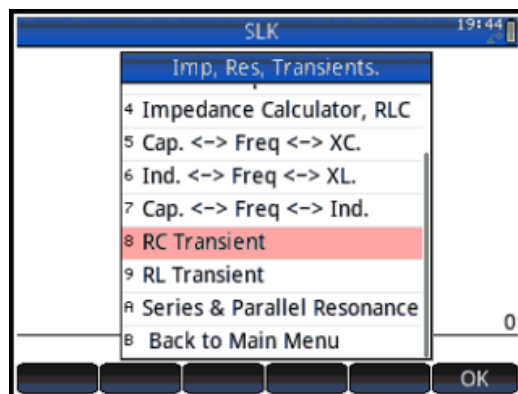 SLK
19:44
Imp, Res, Transients.
4 Impedance Calculator, RLC
5 Cap. <-> Freq <-> XC.
6 Ind. <-> Freq <-> XL.
7 Cap. <-> Freq <-> Ind.
8 RC Transient
9 RL Transient
A Series & Parallel Resonance
B Back to Main Menu
0
OK